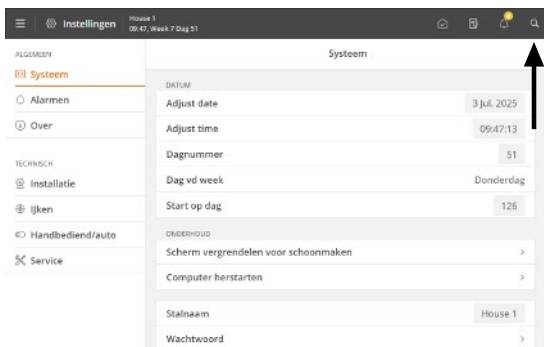 Instellingen
House 1
09:47, Week 7 Dag 51
ALGEMEEN
Systeem
Alarmen
Over
TECHNISCH
Installatie
IJken
Handbediend/auto
Service
Systeem
DATUM
Adjust date 3 Jul. 2025
Adjust time 09:47:13
Dagnummer 51
Dag vd week Donderdag
Start op dag 126
ONDERHOUD
Scherm vergrendelen voor schoonmaken
Computer herstarten
Stalnaam House 1
Wachtwoord